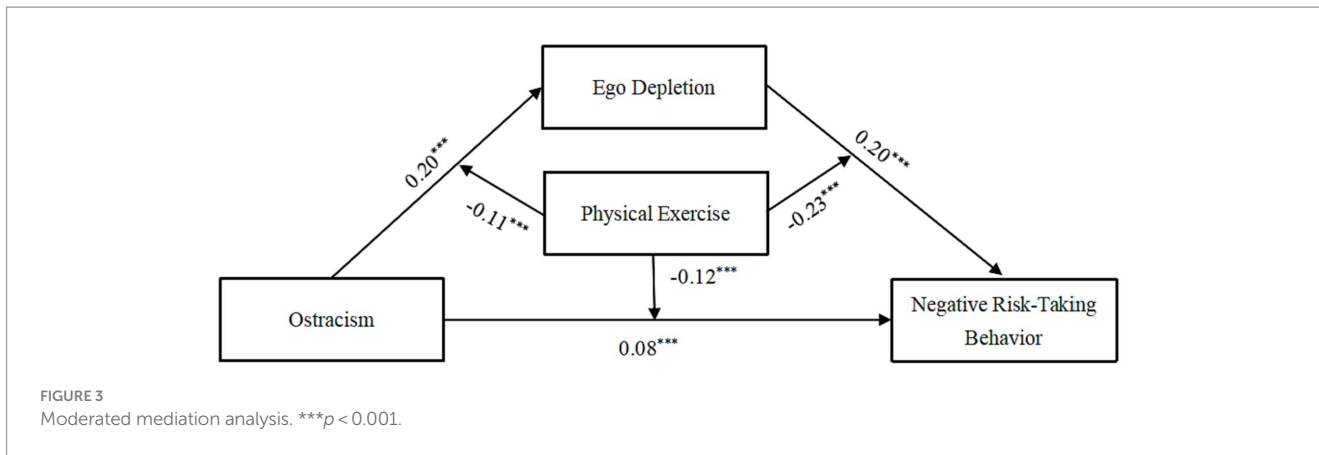 Ego Depletion
0.20***
0.20***
Physical Exercise
-0.11***
-0.23***
-0.12***
Ostracism
Negative Risk-Taking
Behavior
0.08***
FIGURE 3
Moderated mediation analysis. ***p < 0.001.